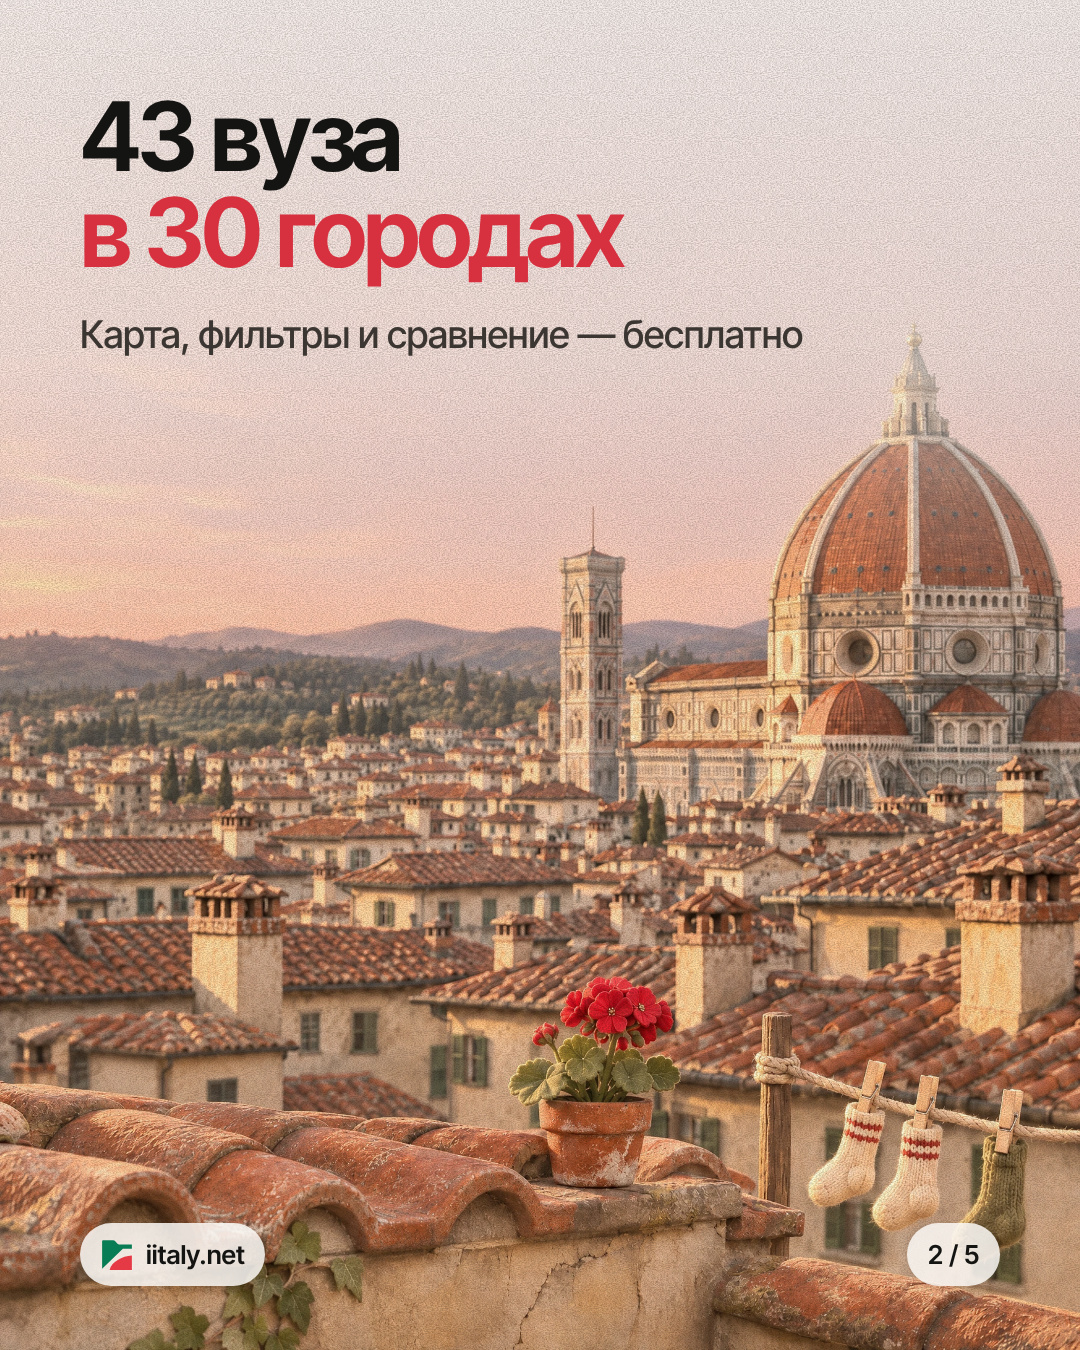 43 вуза
в 30 городах
Карта, фильтры и сравнение — бесплатно
iitaly.net
2 / 5